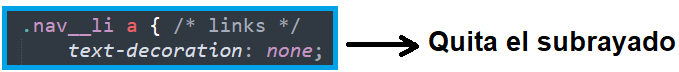 .nav__li a { /* links */
text-decoration: none;
Quita el subrayado